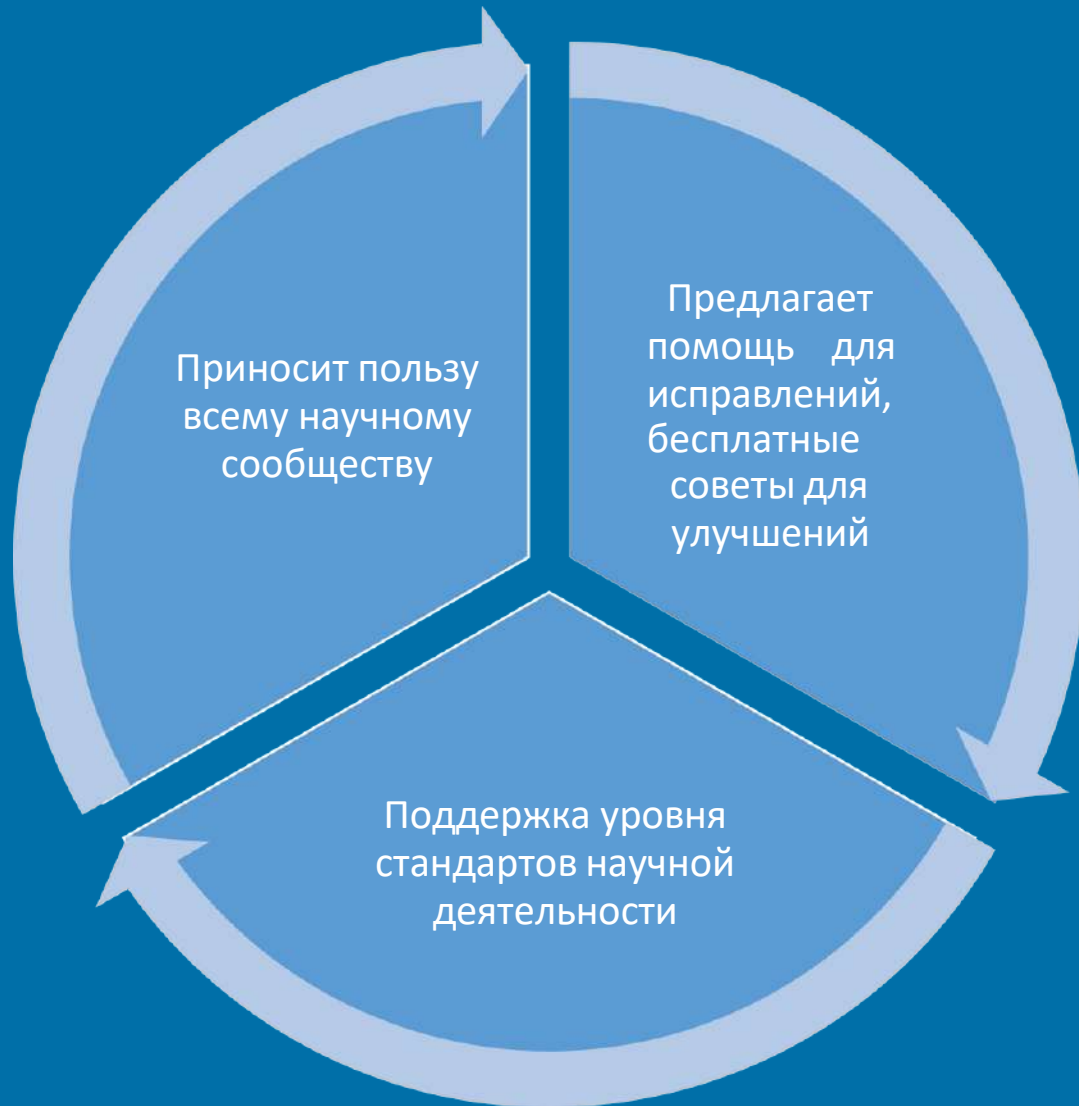 Приносит пользу
всему научному
сообществу
Предлагает
помощь для
исправлений,
бесплатные
советы для
улучшений
Поддержка уровня
стандартов научной
деятельности